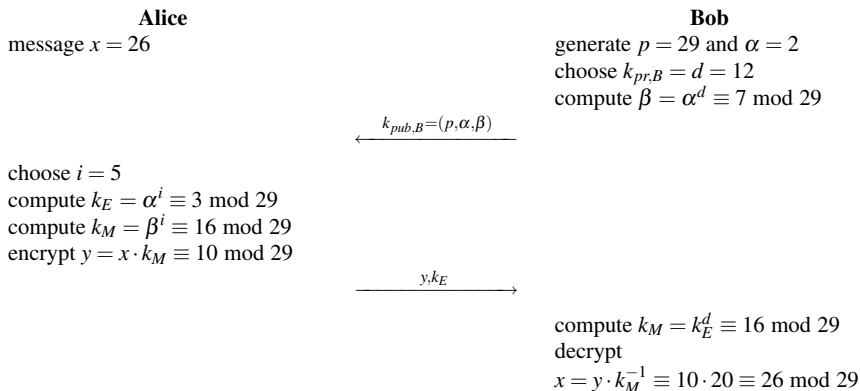 Alice
Bob
message x = 26
generate p = 29 and α = 2
choose k_{pr,B} = d = 12
compute β = α^d ≡ 7 mod 29
k_{pub,B}=(p,α,β)
choose i = 5
compute k_E = α^i ≡ 3 mod 29
compute k_M = β^i ≡ 16 mod 29
encrypt y = x · k_M ≡ 10 mod 29
y,k_E
compute k_M = k_E^d ≡ 16 mod 29
decrypt
x = y · k_M^{-1} ≡ 10 · 20 ≡ 26 mod 29